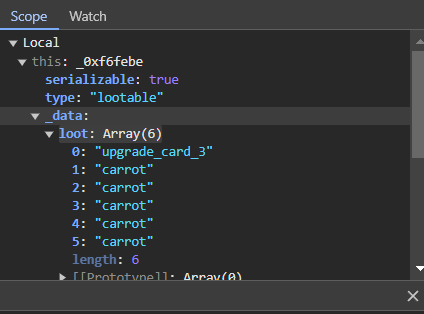 Scope Watch
Local
this: _0xf6febe
serializable: true
type: "lootable"
_data:
loot: Array(6)
0: "upgrade_card_3"
1: "carrot"
2: "carrot"
3: "carrot"
4: "carrot"
5: "carrot"
length: 6
[[Prototype]]: Array(0)